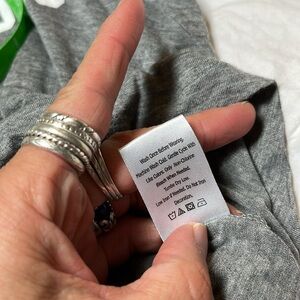 Wash Once Before Wearing.
Machine Wash Cold. Gentle Cycle With
Like Colors. Only Non-Chlorine
Bleach When Needed.
Tumble Dry Low.
Low Iron if Needed. Do Not Iron
Decoration.